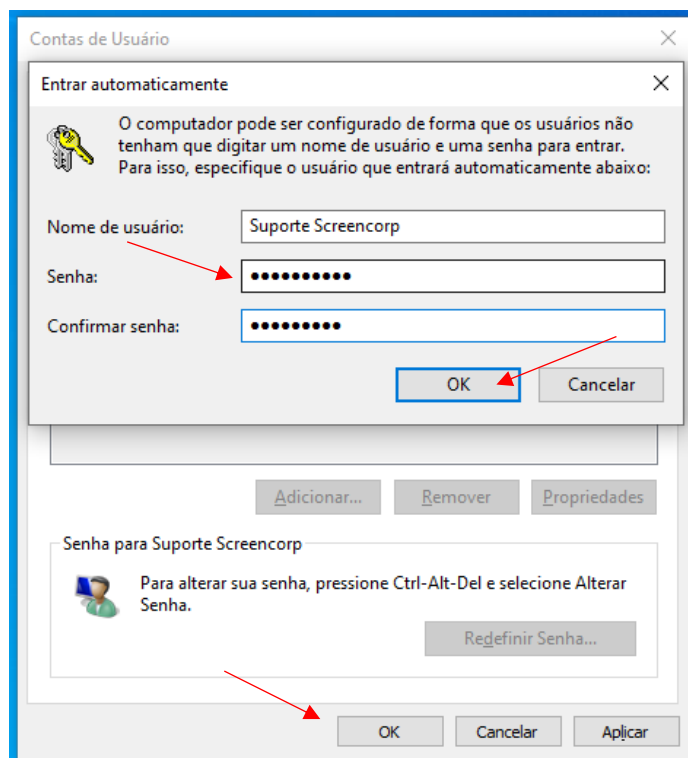 Contas de Usuário
Entrar automaticamente
O computador pode ser configurado de forma que os usuários não
tenham que digitar um nome de usuário e uma senha para entrar.
Para isso, especifique o usuário que entrará automaticamente abaixo:
Nome de usuário: Suporte Screencorp
Senha: ●●●●●●●●●●
Confirmar senha: ●●●●●●●●●
OK Cancelar
Adicionar... Remover Propriedades
Senha para Suporte Screencorp
Para alterar sua senha, pressione Ctrl-Alt-Del e selecione Alterar
Senha.
Redefinir Senha...
OK Cancelar Aplicar